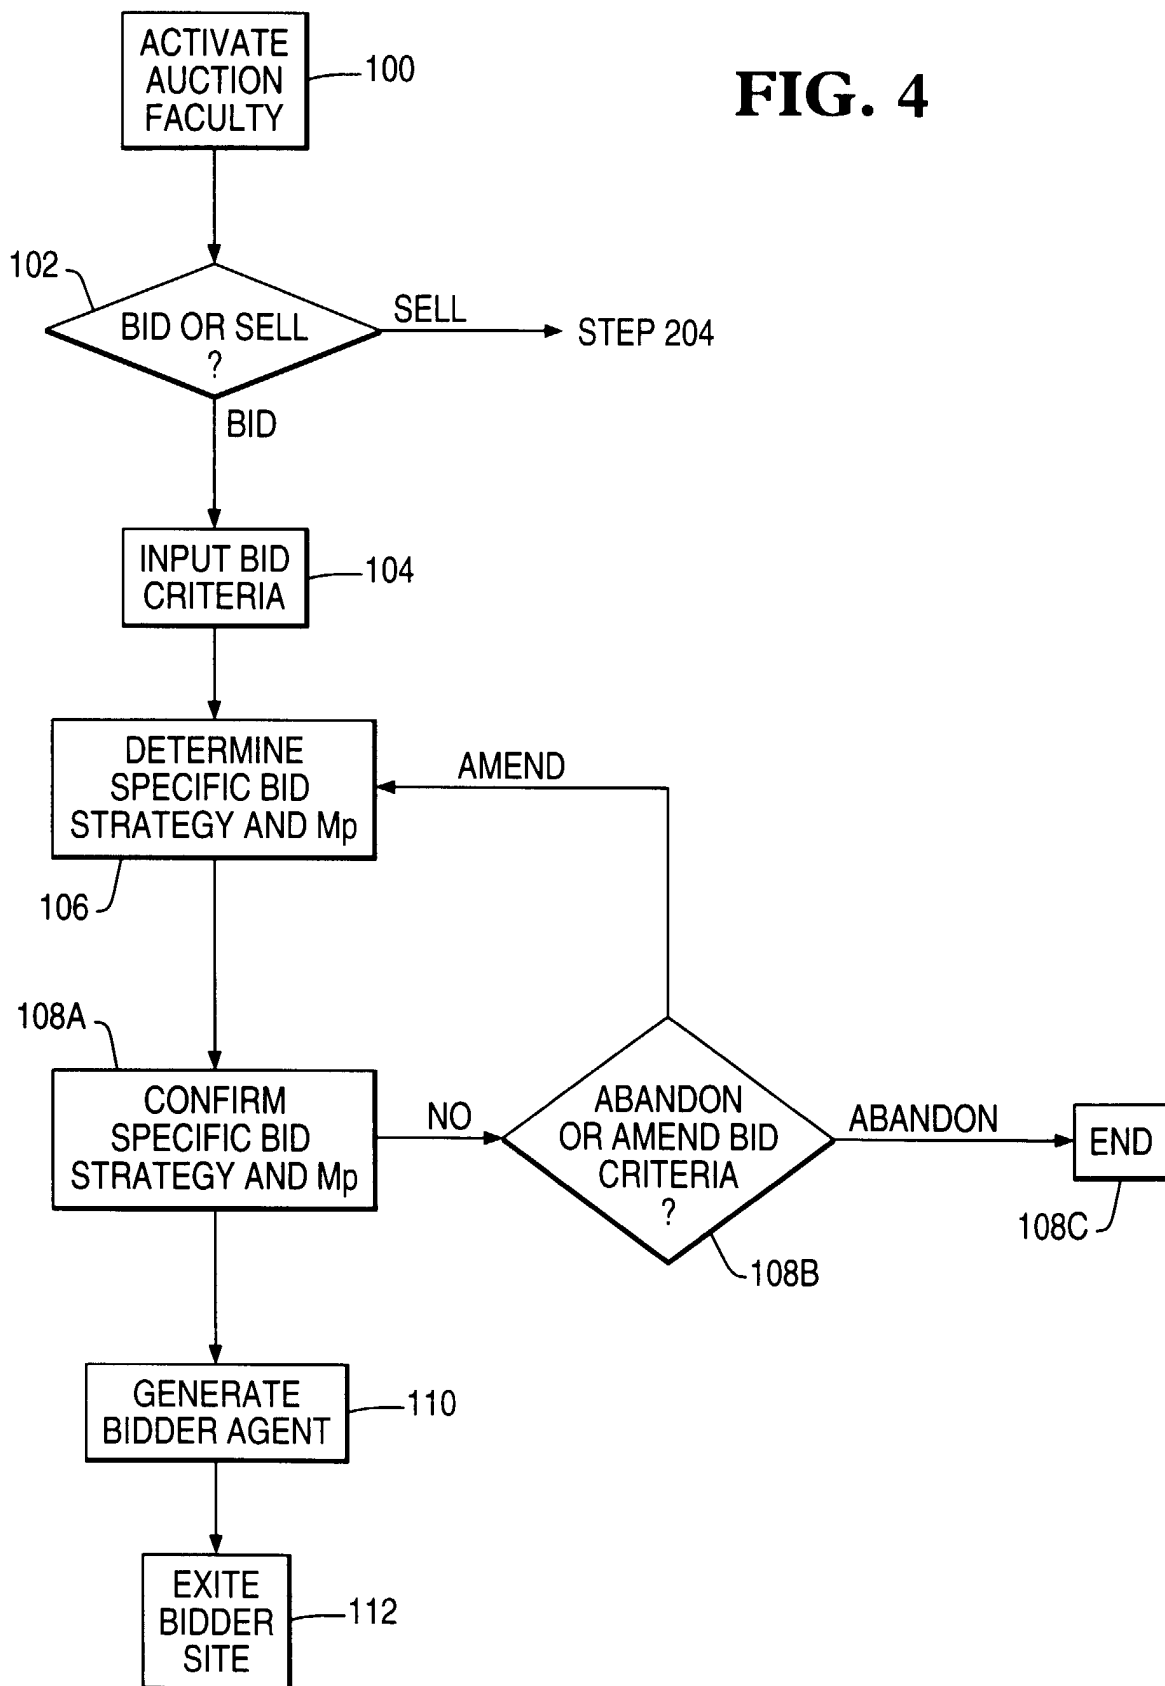 ACTIVATE
AUCTION
FACULTY
100
FIG. 4
102
BID OR SELL
?
SELL
STEP 204
BID
INPUT BID
CRITERIA
104
DETERMINE
SPECIFIC BID
STRATEGY AND Mp
AMEND
106
108A
CONFIRM
SPECIFIC BID
STRATEGY AND Mp
NO
ABANDON
OR AMEND BID
CRITERIA
?
ABANDON
END
108C
108B
GENERATE
BIDDER AGENT
110
EXITE
BIDDER
SITE
112